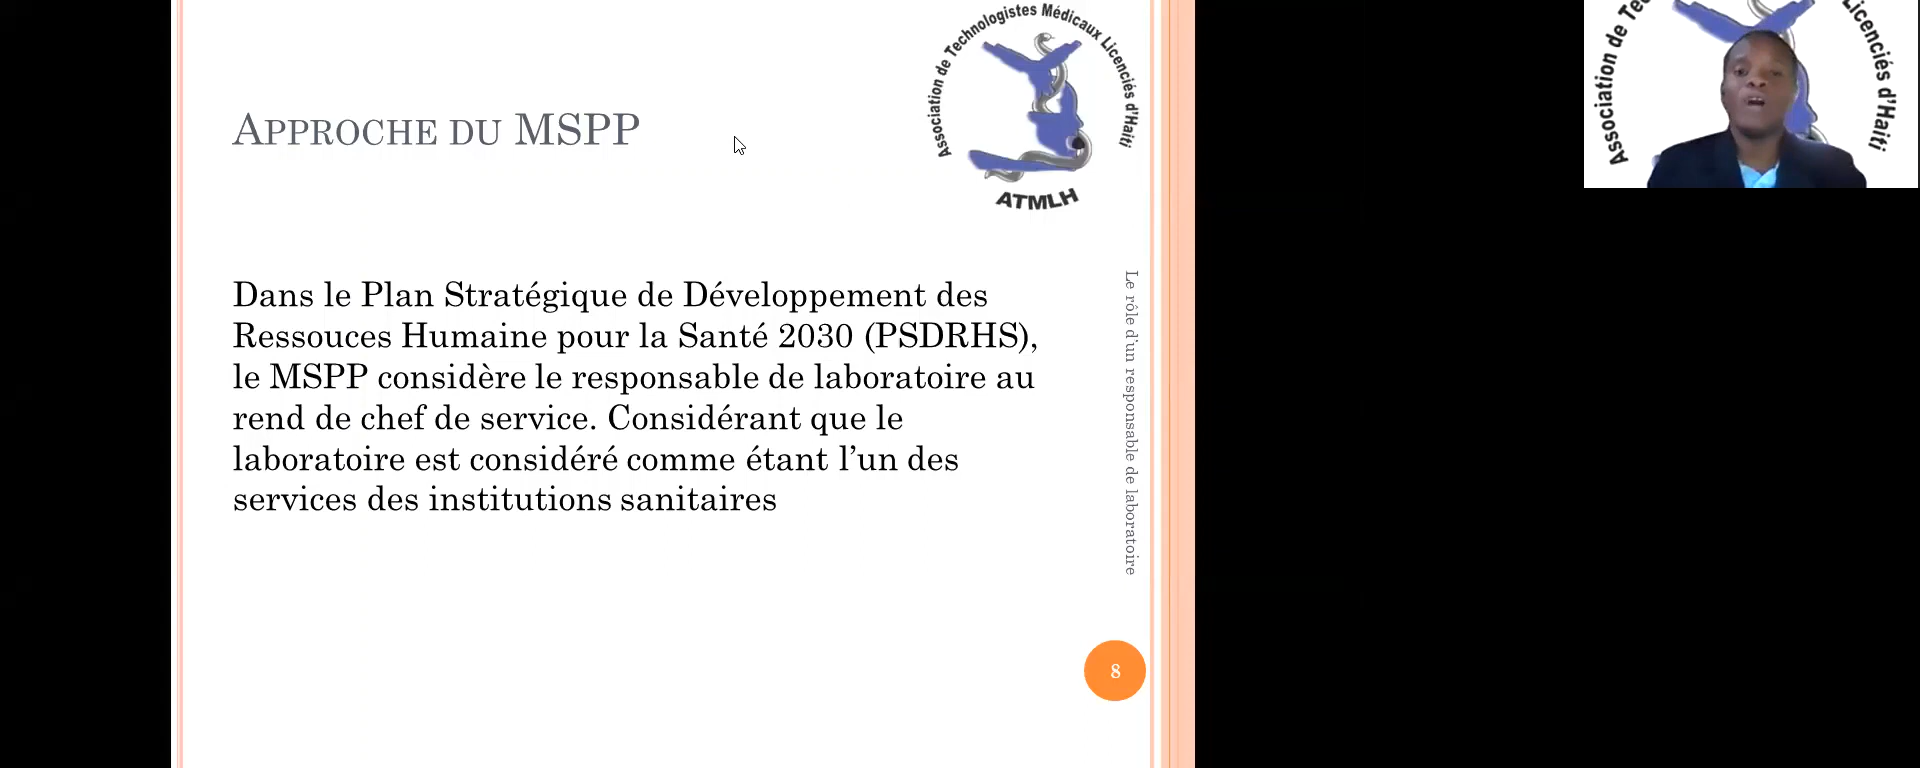 Association de Technologistes Médicaux Licenciés d'Haïti
ATMLH
APPROCHE DU MSPP
Dans le Plan Stratégique de Développement des
Ressouces Humaine pour la Santé 2030 (PSDRHS),
le MSPP considère le responsable de laboratoire au
rend de chef de service. Considérant que le
laboratoire est considéré comme étant l’un des
services des institutions sanitaires
Le rôle d’un responsable de laboratoire
8
Association de
Licenciés d'Haïti